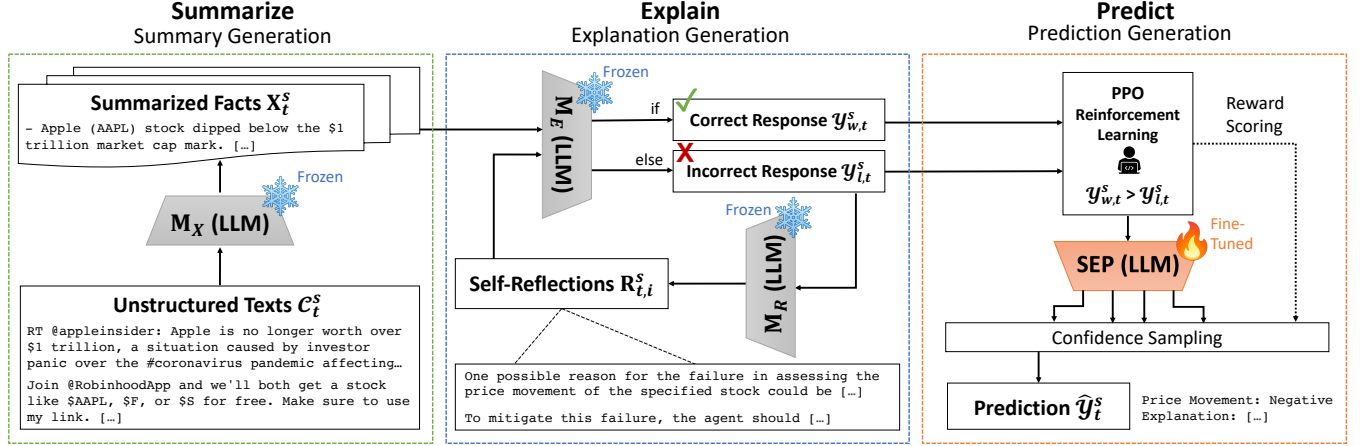 Summarize
Summary Generation
Summarized Facts X_t^s
– Apple (AAPL) stock dipped below the $1
trillion market cap mark. […]
Frozen
M_X (LLM)
Unstructured Texts C_t^s
RT @appleinsider: Apple is no longer worth over
$1 trillion, a situation caused by investor
panic over the #coronavirus pandemic affecting…
Join @RobinhoodApp and we'll both get a stock
like $AAPL, $F, or $S for free. Make sure to use
my link. […]
Explain
Explanation Generation
Frozen
M_E (LLM)
if
Correct Response y_{w,t}^s
else
Incorrect Response y_{l,t}^s
Frozen
M_R (LLM)
Self-Reflections R_{t,i}^s
One possible reason for the failure in assessing the
price movement of the specified stock could be […]
To mitigate this failure, the agent should […]
Predict
Prediction Generation
PPO
Reinforcement
Learning
y_{w,t}^s > y_{l,t}^s
Reward
Scoring
Fine-
Tuned
SEP (LLM)
Confidence Sampling
Prediction ŷ_t^s
Price Movement: Negative
Explanation: […]